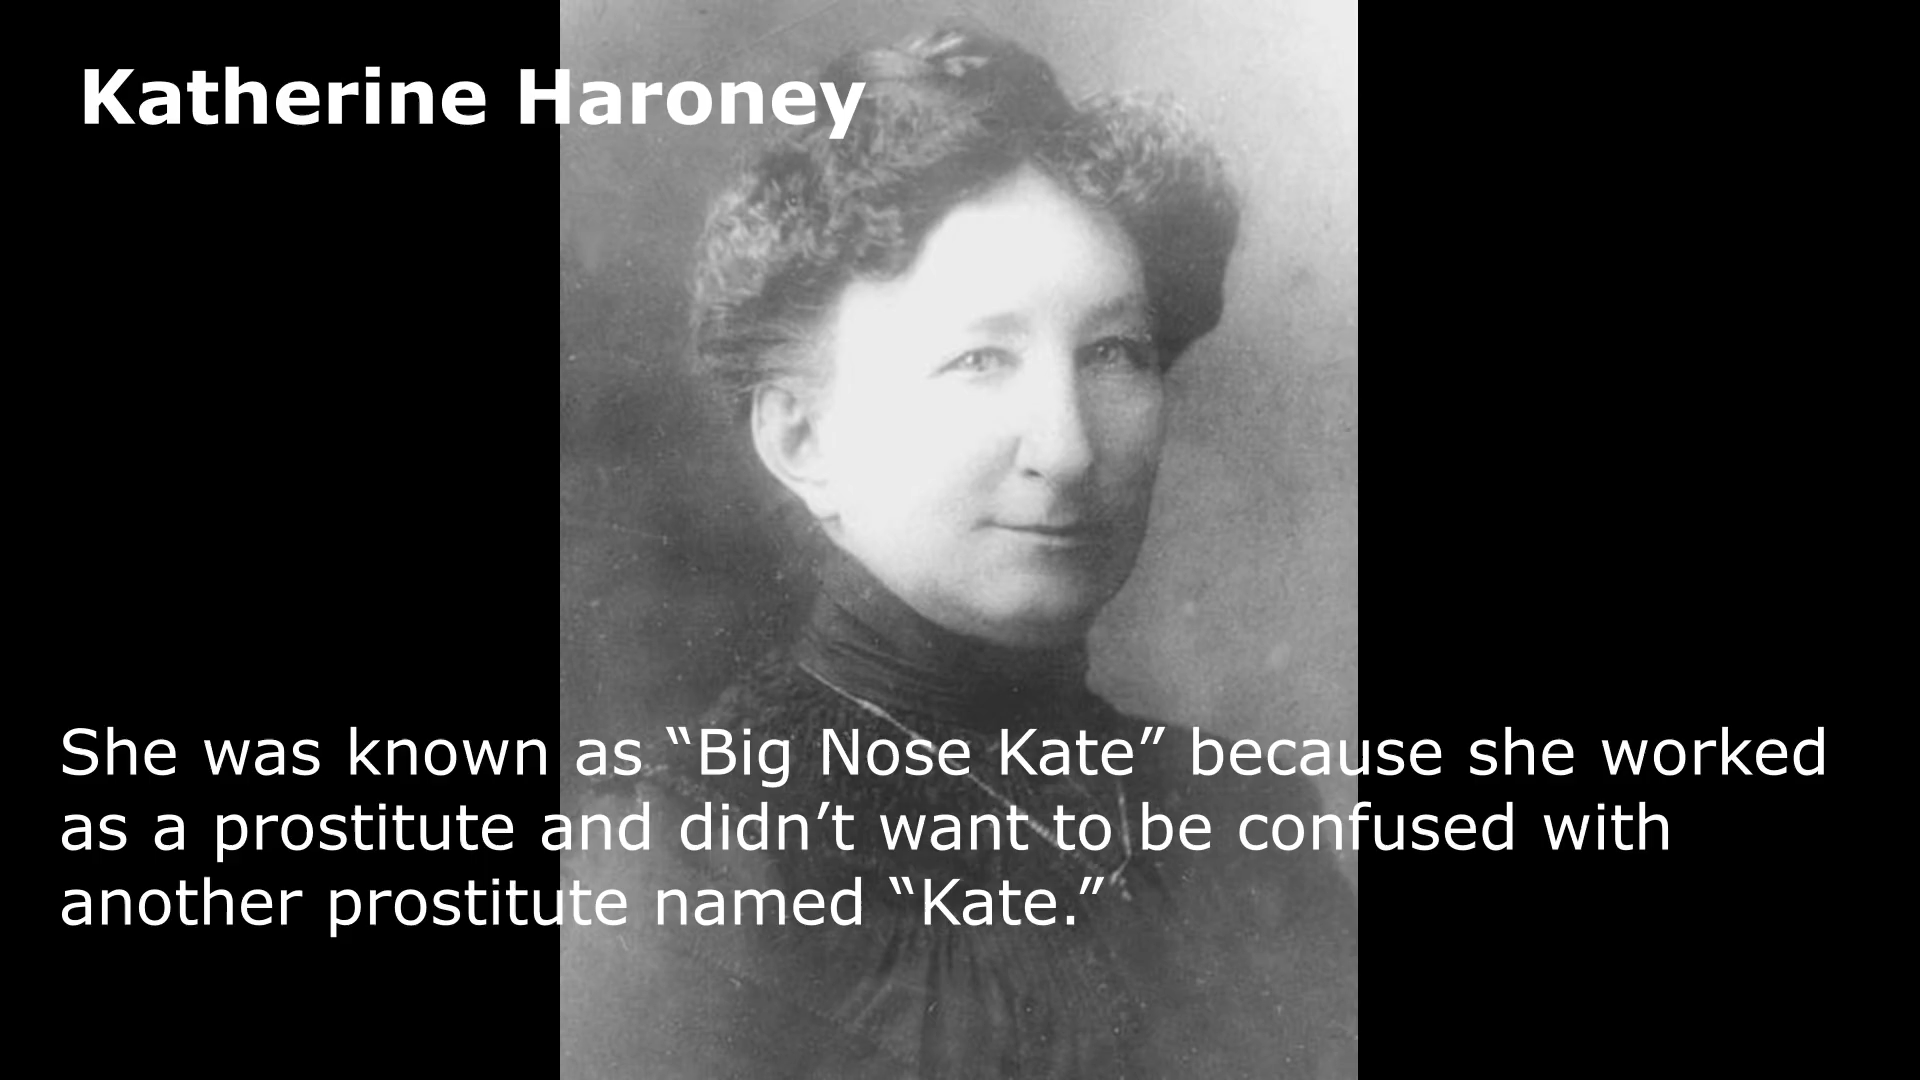 Katherine Haroney
She was known as “Big Nose Kate” because she worked
as a prostitute and didn’t want to be confused with
another prostitute named “Kate.”